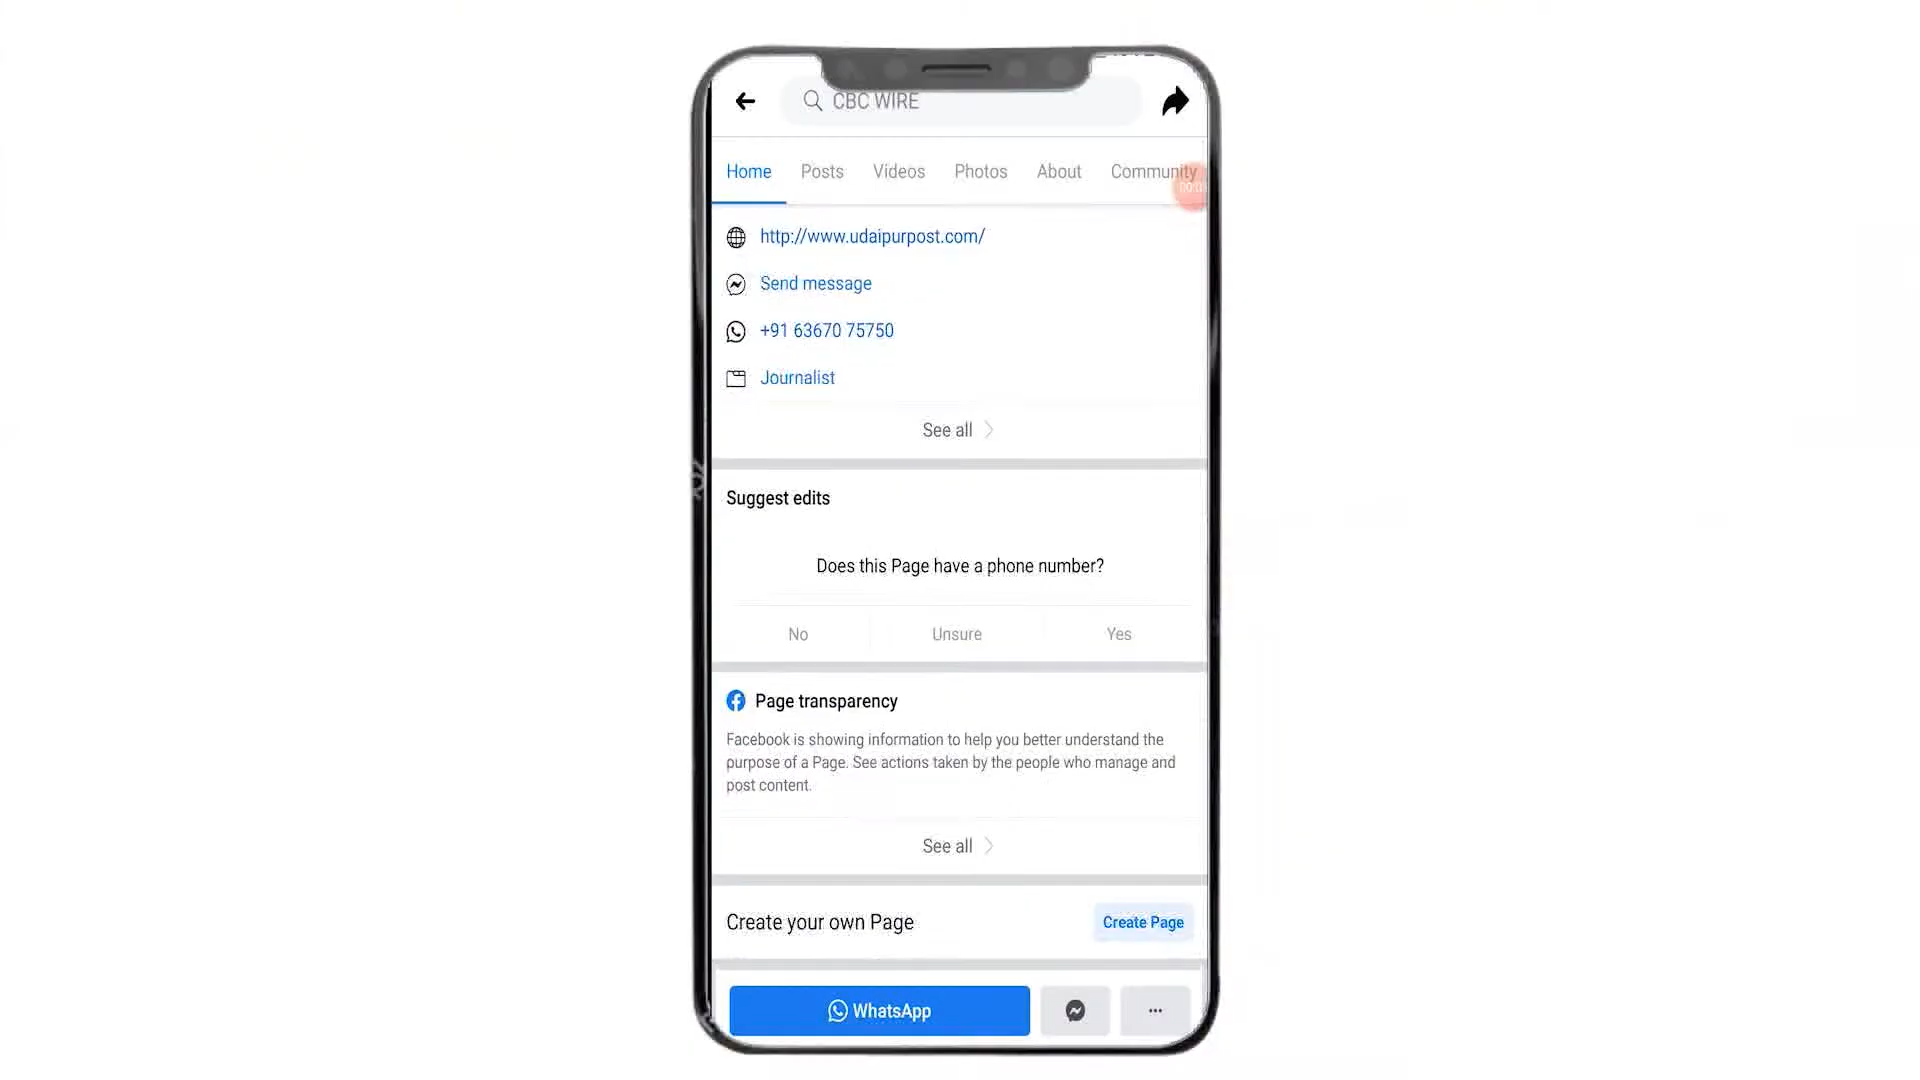 CBC WIRE
Home Posts Videos Photos About Community
http://www.udaipurpost.com/
Send message
+91 63670 75750
Journalist
See all
Suggest edits
Does this Page have a phone number?
No Unsure Yes
Page transparency
Facebook is showing information to help you better understand the
purpose of a Page. See actions taken by the people who manage and
post content.
See all
Create your own Page Create Page
WhatsApp